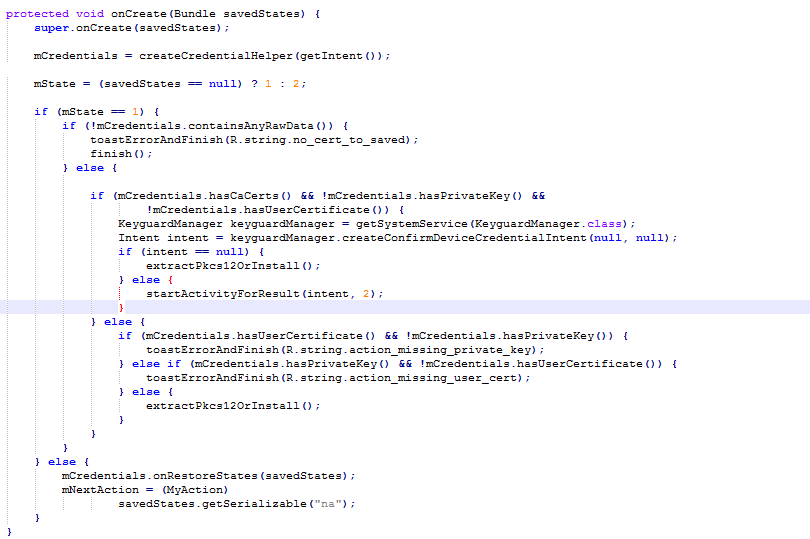 protected void onCreate(Bundle savedStates) {
    super.onCreate(savedStates);
    mCredentials = createCredentialHelper(getIntent());
    mState = (savedStates == null) ? 1 : 2;
    if (mState == 1) {
        if (!mCredentials.containsAnyRawData()) {
            toastErrorAndFinish(R.string.no_cert_to_saved);
            finish();
        } else {
            if (mCredentials.hasCaCerts() && !mCredentials.hasPrivateKey() &&
                    !mCredentials.hasUserCertificate()) {
                KeyguardManager keyguardManager = getSystemService(KeyguardManager.class);
                Intent intent = keyguardManager.createConfirmDeviceCredentialIntent(null, null);
                if (intent == null) {
                    extractPkcs12OrInstall();
                } else {
                    startActivityForResult(intent, 2);
                }
            } else {
                if (mCredentials.hasUserCertificate() && !mCredentials.hasPrivateKey()) {
                    toastErrorAndFinish(R.string.action_missing_private_key);
                } else if (mCredentials.hasPrivateKey() && !mCredentials.hasUserCertificate()) {
                    toastErrorAndFinish(R.string.action_missing_user_cert);
                } else {
                    extractPkcs12OrInstall();
                }
            }
        }
    } else {
        mCredentials.onRestoreStates(savedStates);
        mNextAction = (MyAction)
                savedStates.getSerializable("na");
    }
}